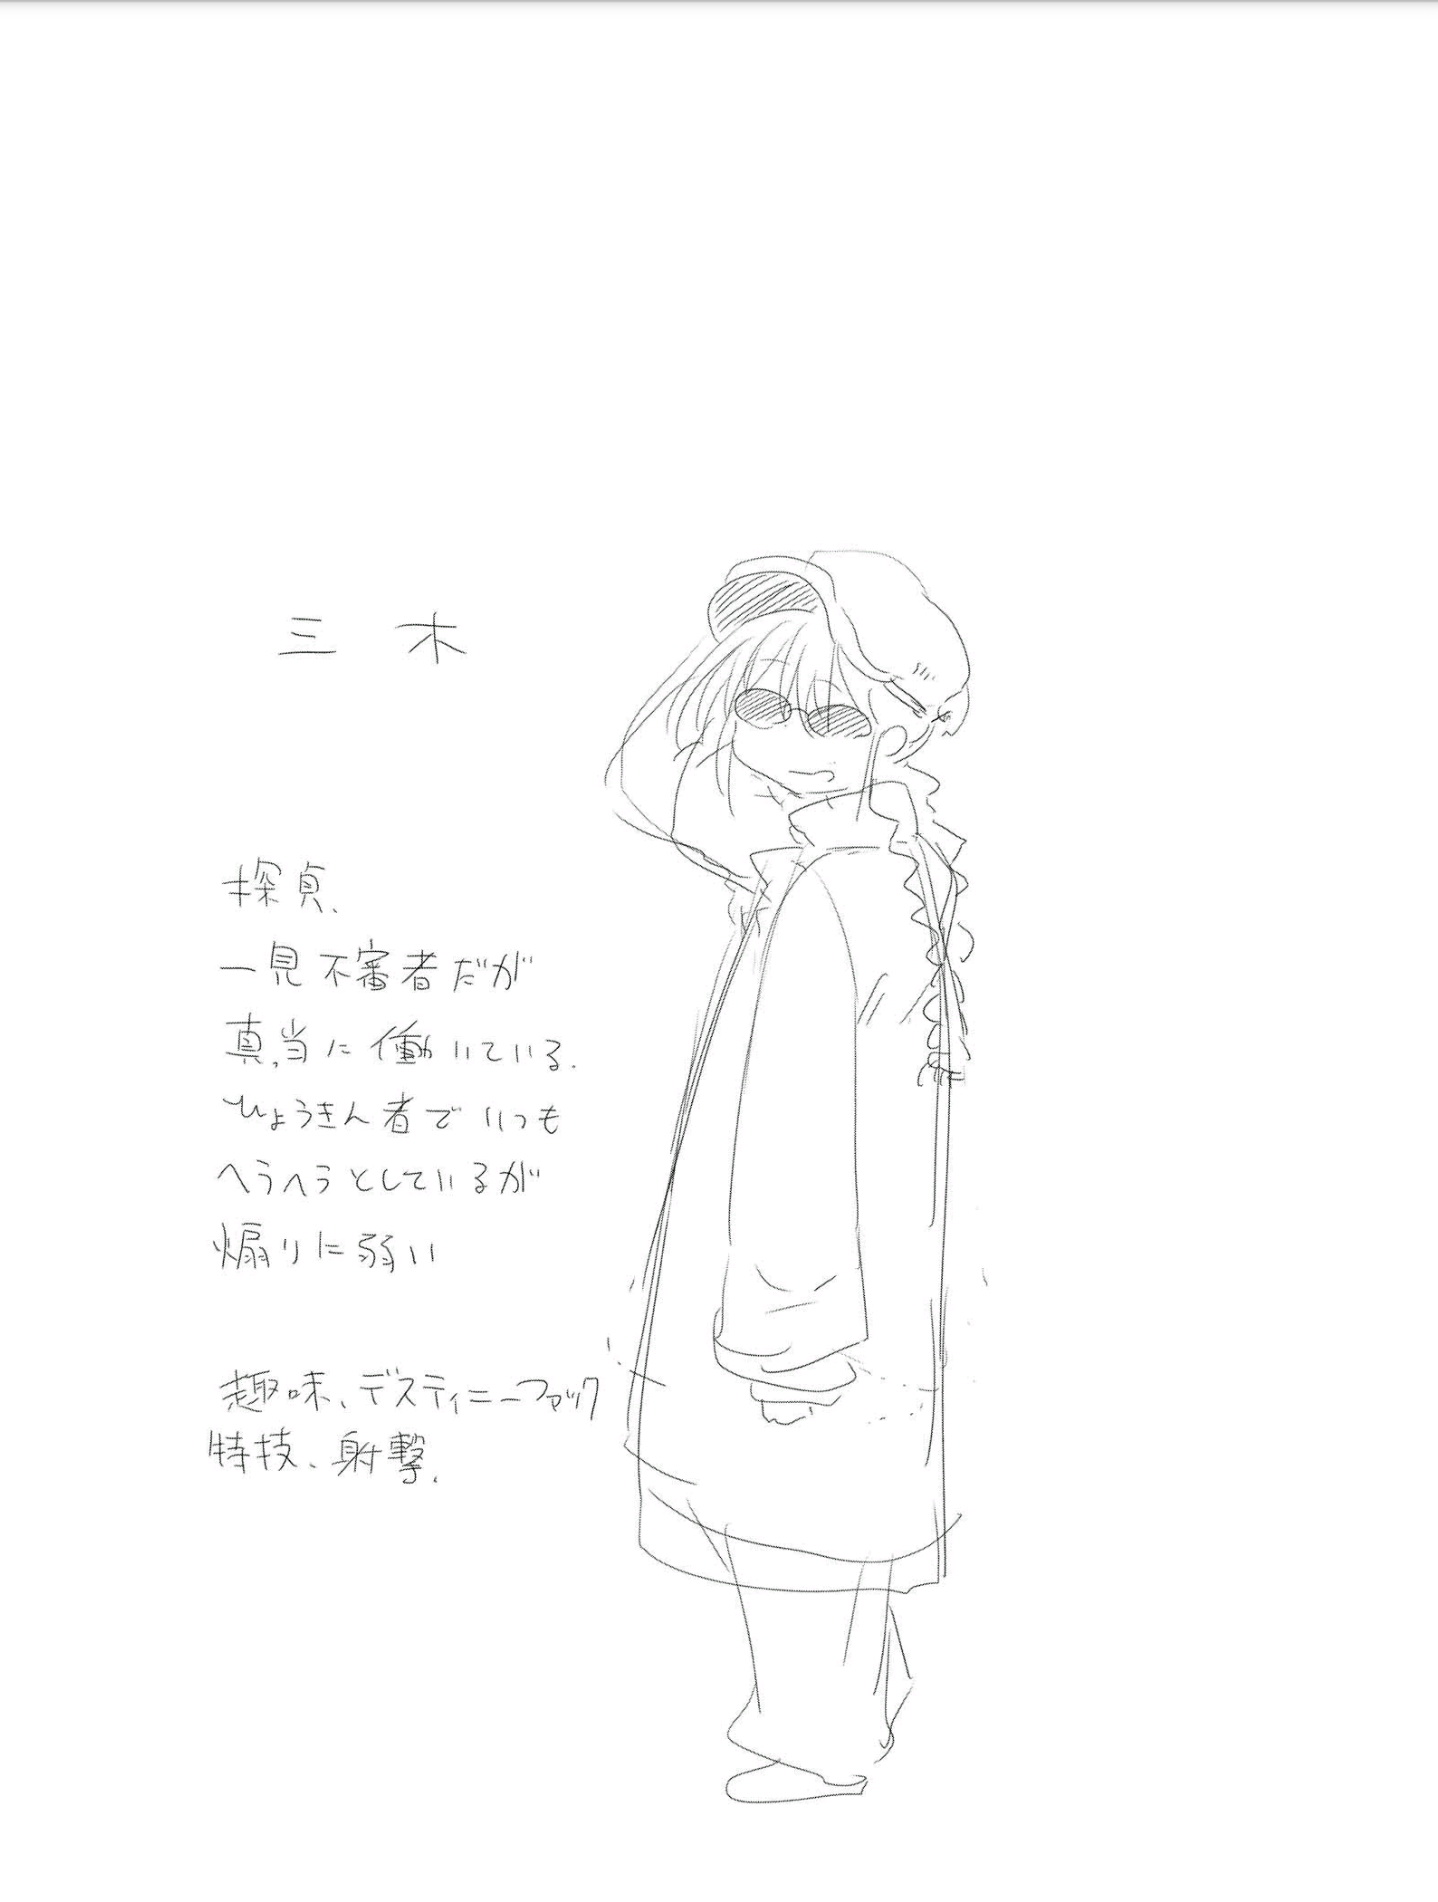 三 木
探貞、
一見不審者だが
真当に働いている.
ひょうきん者でいつも
へらへらとしているが
煽りに弱い
趣味、デスティニーファック
特技、射撃.